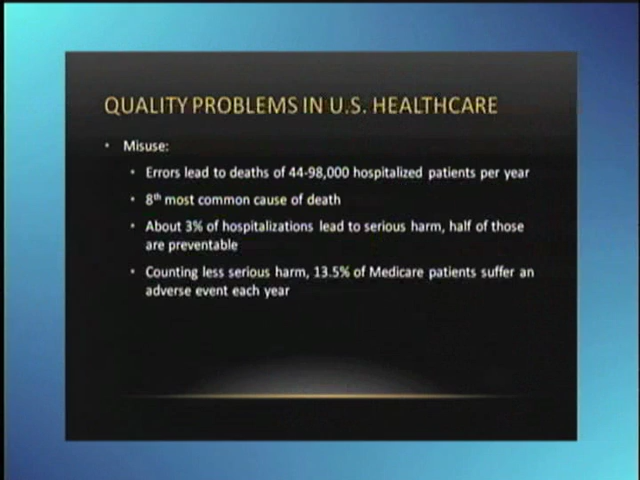 QUALITY PROBLEMS IN U.S. HEALTHCARE
• Misuse:
• Errors lead to deaths of 44-98,000 hospitalized patients per year
• 8th most common cause of death
• About 3% of hospitalizations lead to serious harm, half of those
are preventable
• Counting less serious harm, 13.5% of Medicare patients suffer an
adverse event each year